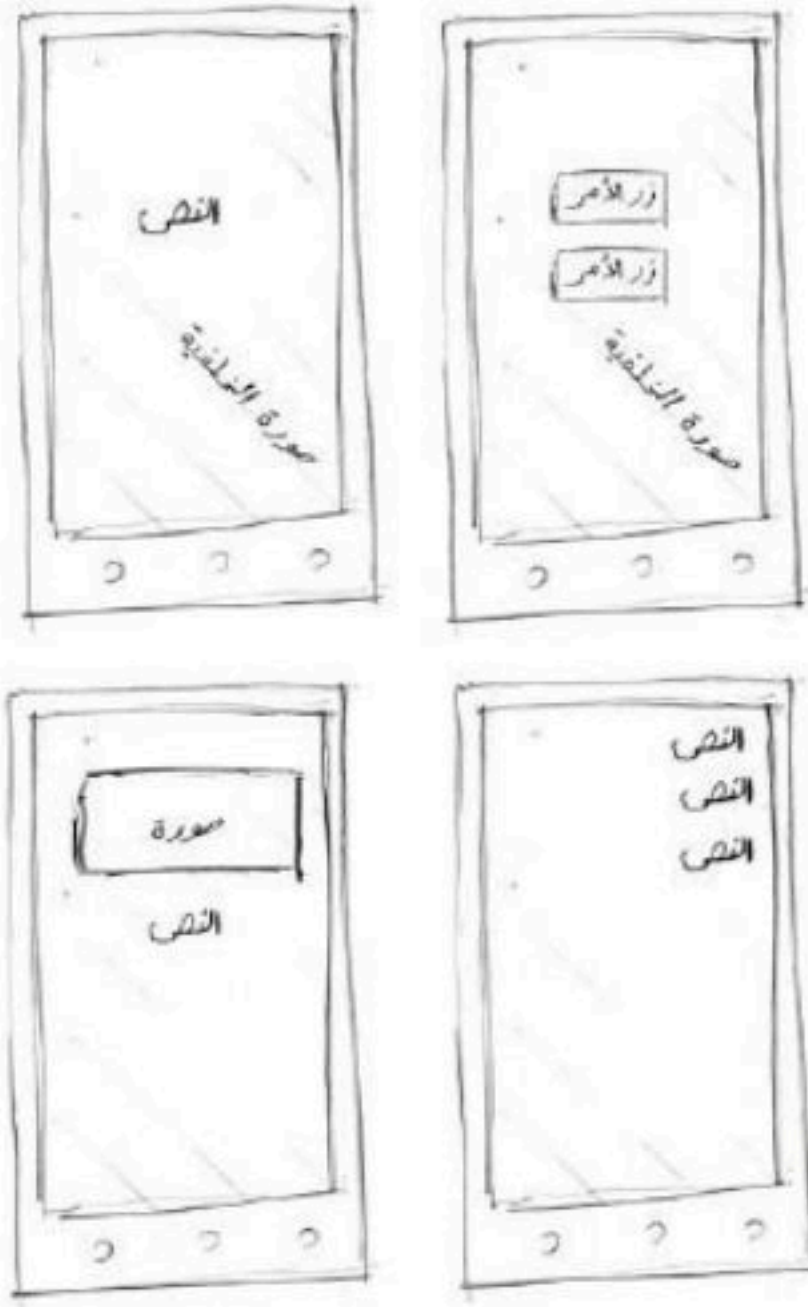 النص
صورة الخلفية
زر الأمر
زر الأمر
صورة الخلفية
صورة
النص
النص
النص
النص